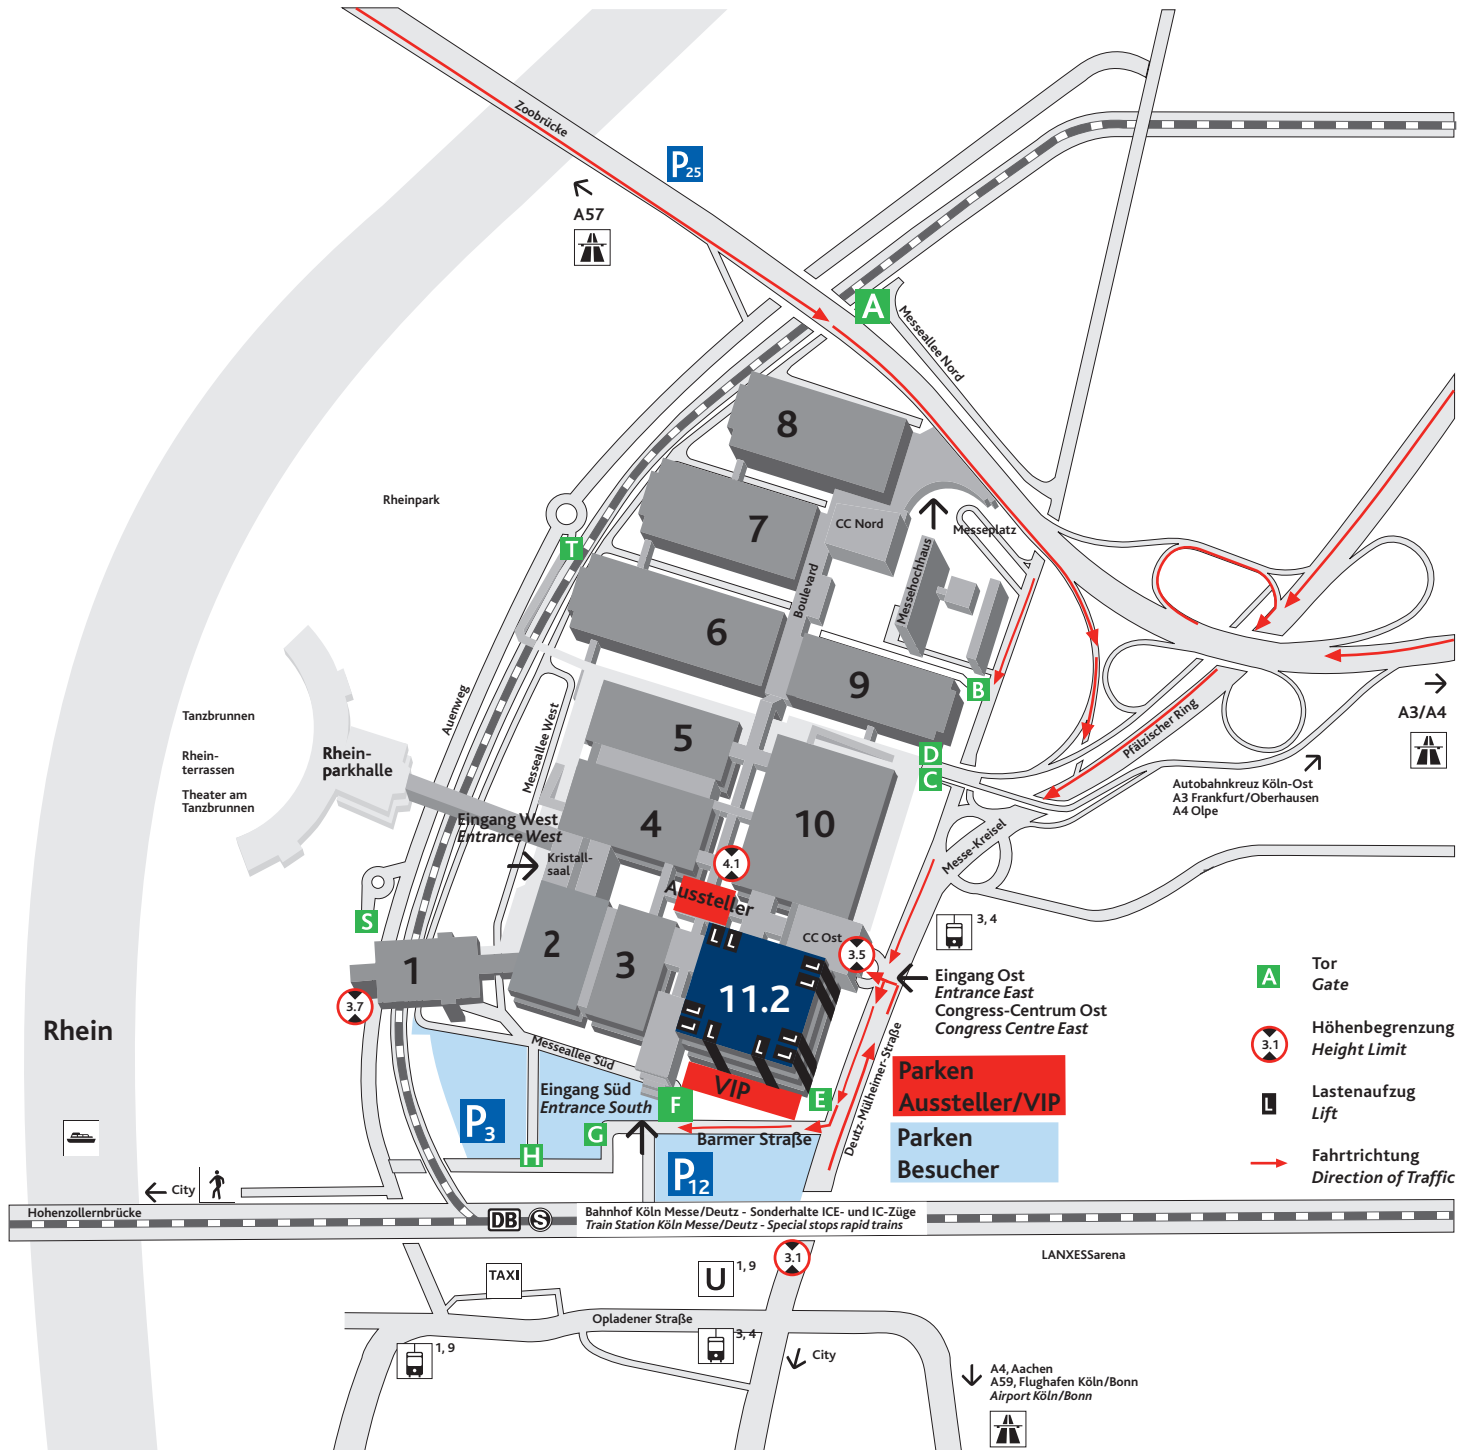 Zoobrücke
P25
A57
A
Messeallee Nord
8
Rheinpark
7
CC Nord
Messeplatz
T
Messehochhaus
Boulevard
6
9
B
Auenweg
Messeallee West
5
D
C
Pfälzischer Ring
A3/A4
Autobahnkreuz Köln-Ost
A3 Frankfurt/Oberhausen
A4 Olpe
Tanzbrunnen
Rhein-
terrassen
Theater am
Tanzbrunnen
Rhein-
parkhalle
Eingang West
Entrance West
Kristall-
saal
4
10
4.1
Messe-Kreisel
Aussteller
S
3, 4
1
2
3
CC Ost
3.5
11.2
3.7
Rhein
Eingang Ost
Entrance East
Congress-Centrum Ost
Congress Centre East
A
Tor
Gate
3.1
Höhenbegrenzung
Height Limit
L
Lastenaufzug
Lift
Fahrtrichtung
Direction of Traffic
L
L
L
L
L
L
L
L
L
L
Messeallee Süd
Deutz-Mülheimer-Straße
Parken
Aussteller/VIP
Parken
Besucher
Eingang Süd
Entrance South
VIP
E
F
P3
G
H
Barmer Straße
P12
City
Hohenzollernbrücke
DB
S
Bahnhof Köln Messe/Deutz - Sonderhalte ICE- und IC-Züge
Train Station Köln Messe/Deutz - Special stops rapid trains
LANXESSarena
3.1
TAXI
U
1, 9
Opladener Straße
1, 9
3, 4
City
A4, Aachen
A59, Flughafen Köln/Bonn
Airport Köln/Bonn